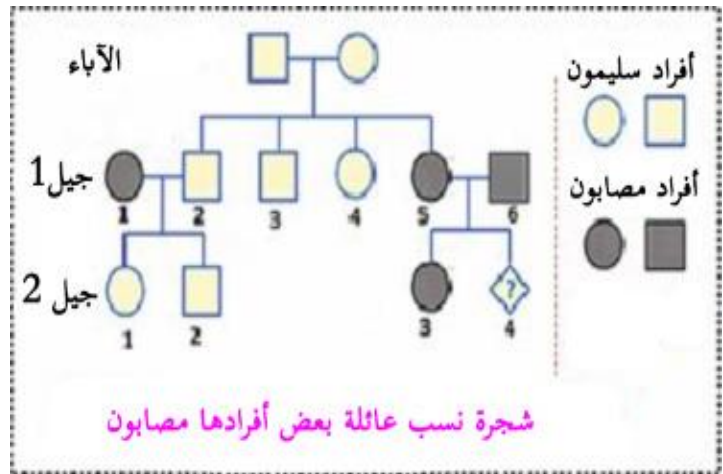 الآباء
أفراد سليمون
جيل1
1 2 3 4 5 6
أفراد مصابون
جيل 2
?
1 2 3 4
شجرة نسب عائلة بعض أفرادها مصابون